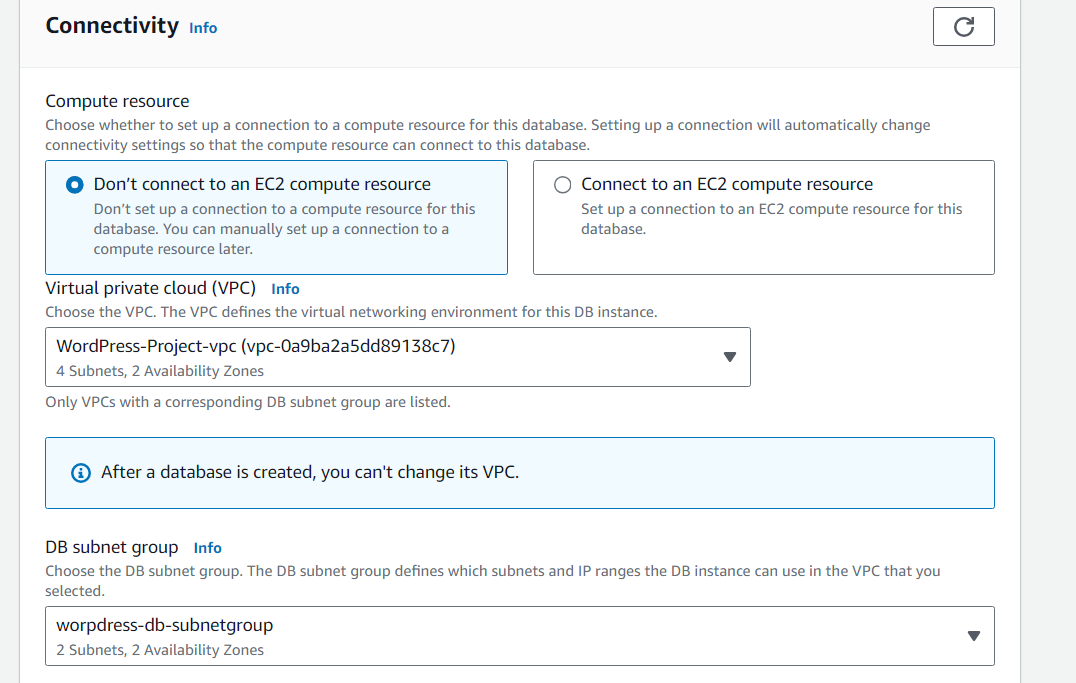 Connectivity Info
Compute resource
Choose whether to set up a connection to a compute resource for this database. Setting up a connection will automatically change
connectivity settings so that the compute resource can connect to this database.
Don’t connect to an EC2 compute resource
Don’t set up a connection to a compute resource for this
database. You can manually set up a connection to a
compute resource later.
Connect to an EC2 compute resource
Set up a connection to an EC2 compute resource for this
database.
Virtual private cloud (VPC) Info
Choose the VPC. The VPC defines the virtual networking environment for this DB instance.
WordPress-Project-vpc (vpc-0a9ba2a5dd89138c7)
4 Subnets, 2 Availability Zones
Only VPCs with a corresponding DB subnet group are listed.
After a database is created, you can't change its VPC.
DB subnet group Info
Choose the DB subnet group. The DB subnet group defines which subnets and IP ranges the DB instance can use in the VPC that you
selected.
worpdress-db-subnetgroup
2 Subnets, 2 Availability Zones